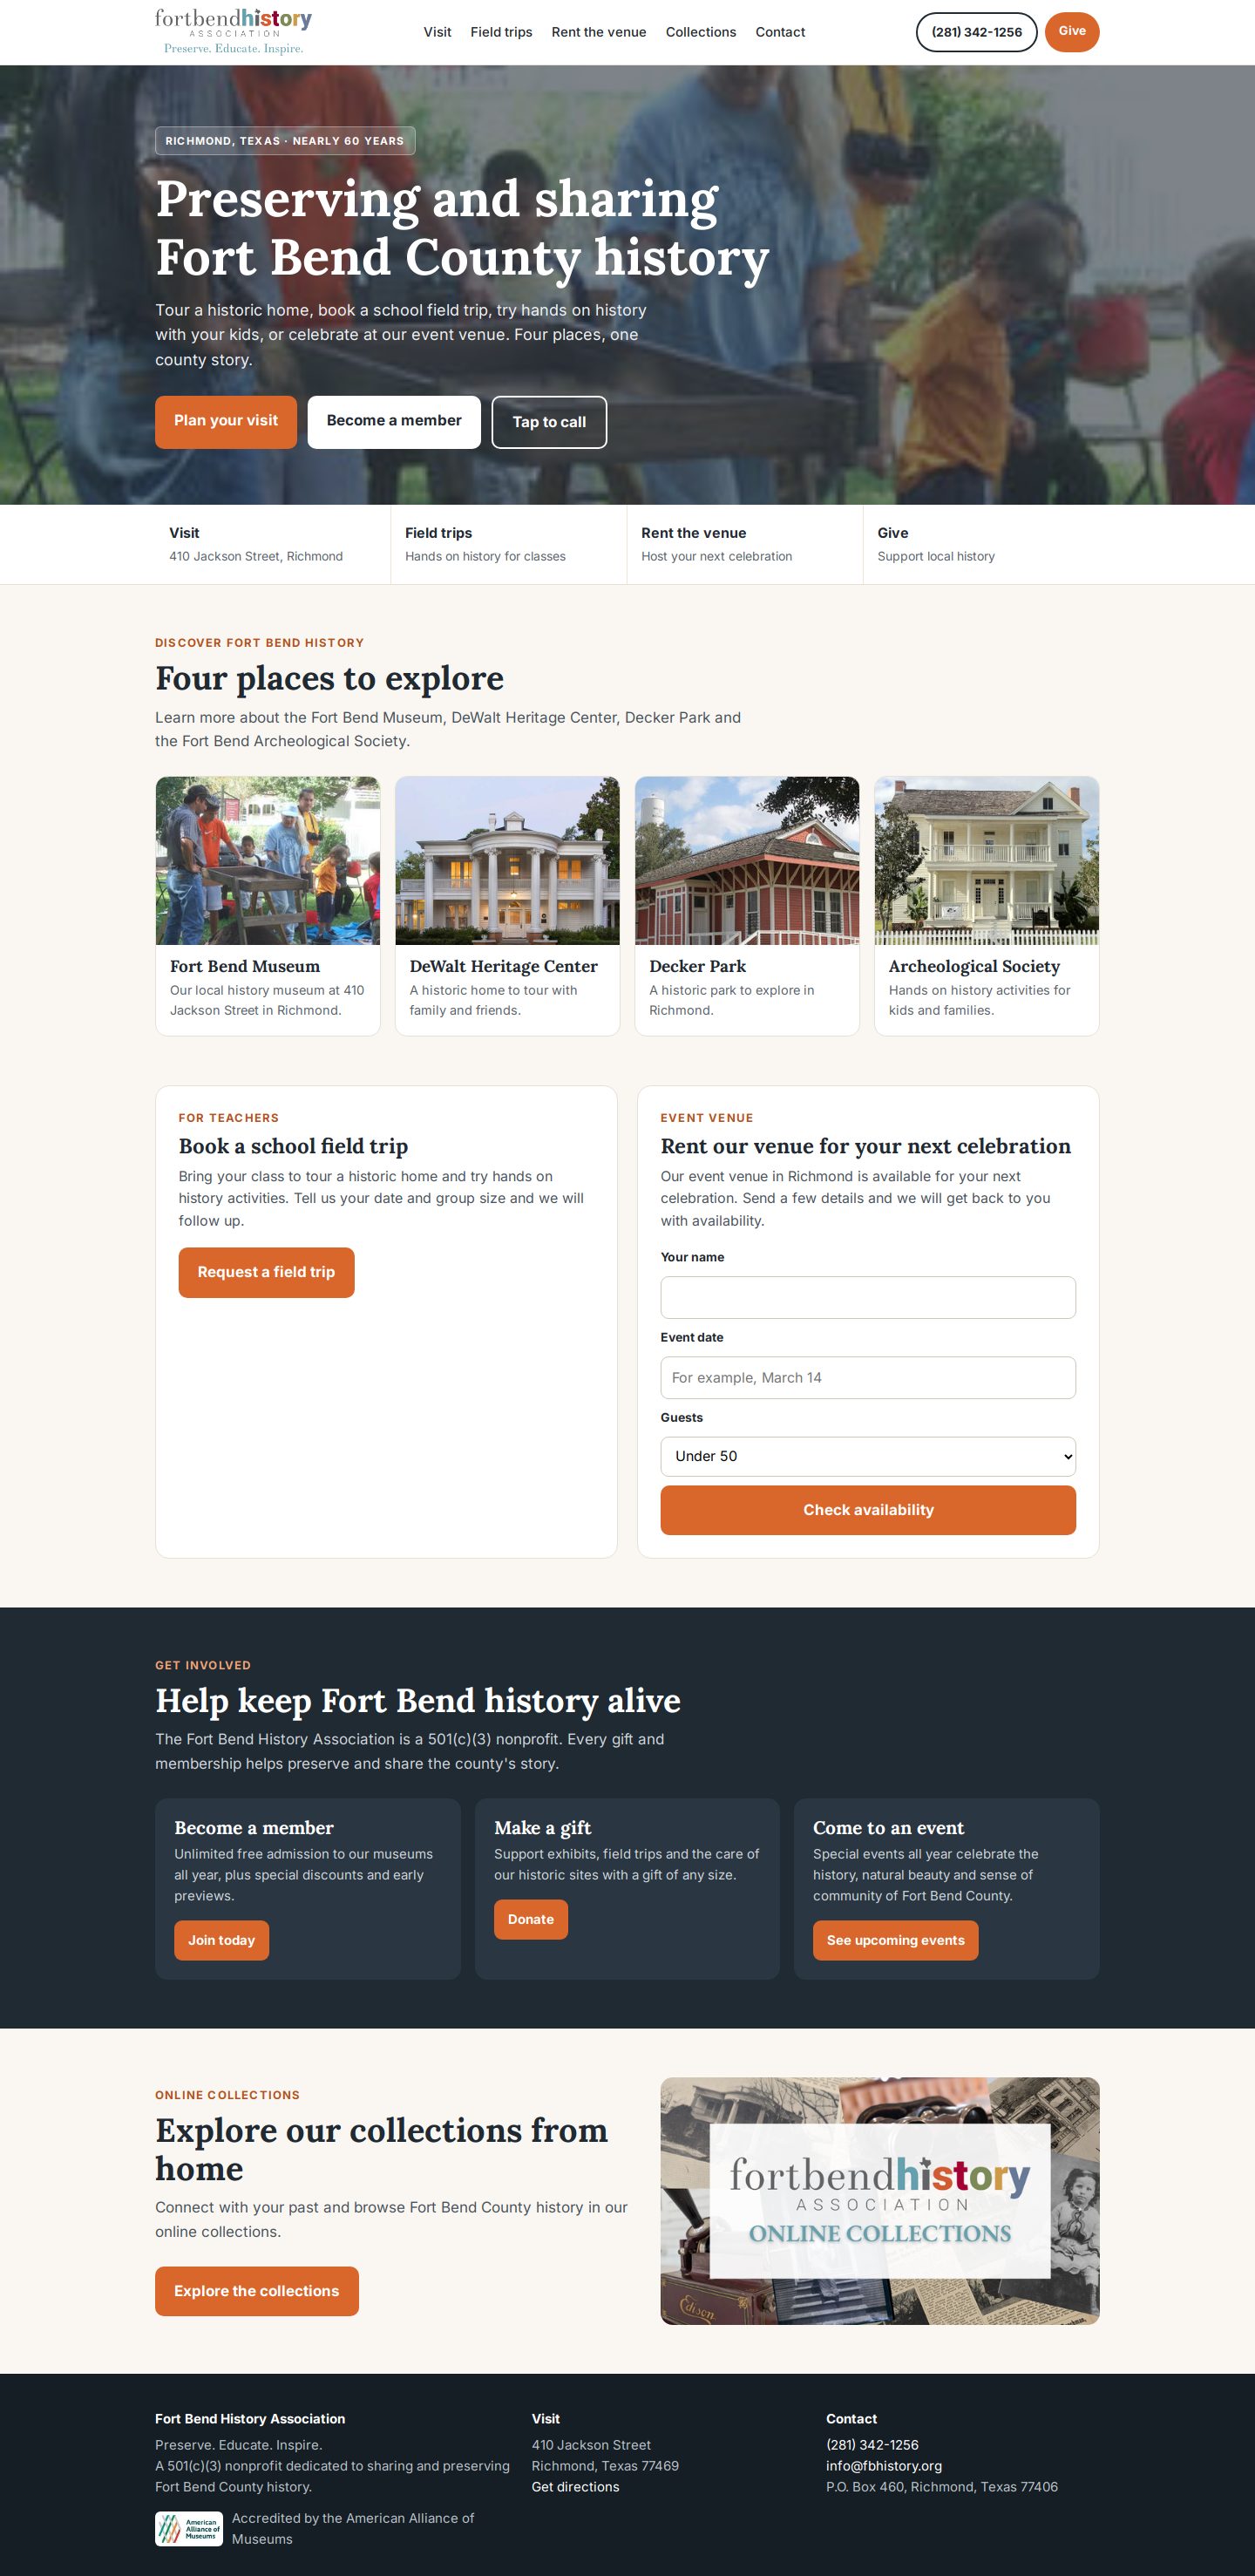 fortbendhistory
ASSOCIATION
Preserve. Educate. Inspire.
Visit
Field trips
Rent the venue
Collections
Contact
(281) 342-1256
Give
RICHMOND, TEXAS · NEARLY 60 YEARS
Preserving and sharing
Fort Bend County history
Tour a historic home, book a school field trip, try hands on history
with your kids, or celebrate at our event venue. Four places, one
county story.
Plan your visit
Become a member
Tap to call
Visit
410 Jackson Street, Richmond
Field trips
Hands on history for classes
Rent the venue
Host your next celebration
Give
Support local history
DISCOVER FORT BEND HISTORY
Four places to explore
Learn more about the Fort Bend Museum, DeWalt Heritage Center, Decker Park and
the Fort Bend Archeological Society.
Fort Bend Museum
Our local history museum at 410
Jackson Street in Richmond.
DeWalt Heritage Center
A historic home to tour with
family and friends.
Decker Park
A historic park to explore in
Richmond.
Archeological Society
Hands on history activities for
kids and families.
FOR TEACHERS
Book a school field trip
Bring your class to tour a historic home and try hands on
history activities. Tell us your date and group size and we will
follow up.
Request a field trip
EVENT VENUE
Rent our venue for your next celebration
Our event venue in Richmond is available for your next
celebration. Send a few details and we will get back to you
with availability.
Your name
Event date
For example, March 14
Guests
Under 50
Check availability
GET INVOLVED
Help keep Fort Bend history alive
The Fort Bend History Association is a 501(c)(3) nonprofit. Every gift and
membership helps preserve and share the county's story.
Become a member
Unlimited free admission to our museums
all year, plus special discounts and early
previews.
Join today
Make a gift
Support exhibits, field trips and the care of
our historic sites with a gift of any size.
Donate
Come to an event
Special events all year celebrate the
history, natural beauty and sense of
community of Fort Bend County.
See upcoming events
ONLINE COLLECTIONS
Explore our collections from
home
Connect with your past and browse Fort Bend County history in our
online collections.
Explore the collections
fortbendhistory
ASSOCIATION
ONLINE COLLECTIONS
Edison
Fort Bend History Association
Preserve. Educate. Inspire.
A 501(c)(3) nonprofit dedicated to sharing and preserving
Fort Bend County history.
American
Alliance of
Museums
Accredited by the American Alliance of
Museums
Visit
410 Jackson Street
Richmond, Texas 77469
Get directions
Contact
(281) 342-1256
info@fbhistory.org
P.O. Box 460, Richmond, Texas 77406